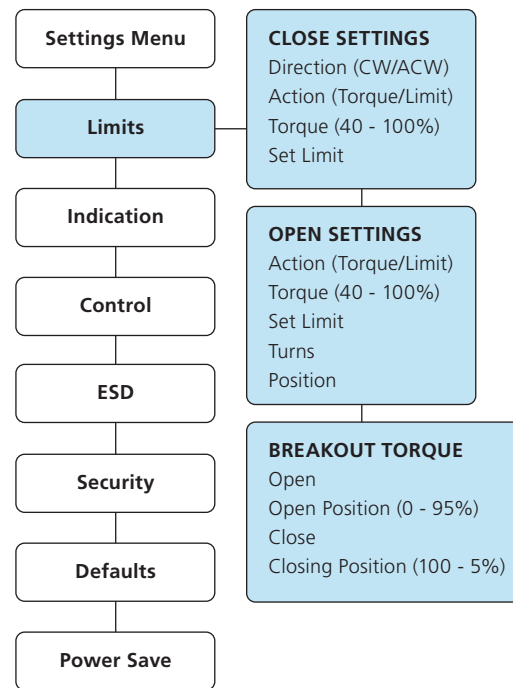 Settings Menu
Limits
Indication
Control
ESD
Security
Defaults
Power Save
CLOSE SETTINGS
Direction (CW/ACW)
Action (Torque/Limit)
Torque (40 - 100%)
Set Limit
OPEN SETTINGS
Action (Torque/Limit)
Torque (40 - 100%)
Set Limit
Turns
Position
BREAKOUT TORQUE
Open
Open Position (0 - 95%)
Close
Closing Position (100 - 5%)